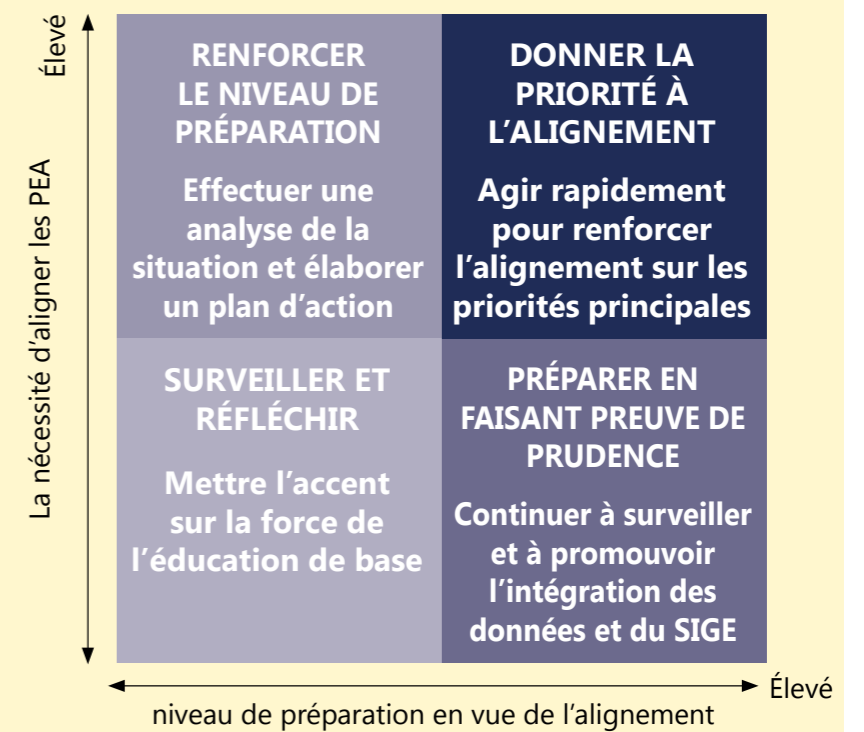 Élevé
La nécessité d'aligner les PEA
RENFORCER
LE NIVEAU DE
PRÉPARATION
Effectuer une
analyse de la
situation et élaborer
un plan d'action
DONNER LA
PRIORITÉ À
L'ALIGNEMENT
Agir rapidement
pour renforcer
l'alignement sur les
priorités principales
SURVEILLER ET
RÉFLÉCHIR
Mettre l'accent
sur la force de
l'éducation de base
PRÉPARER EN
FAISANT PREUVE DE
PRUDENCE
Continuer à surveiller
et à promouvoir
l'intégration des
données et du SIGE
Élevé
niveau de préparation en vue de l'alignement